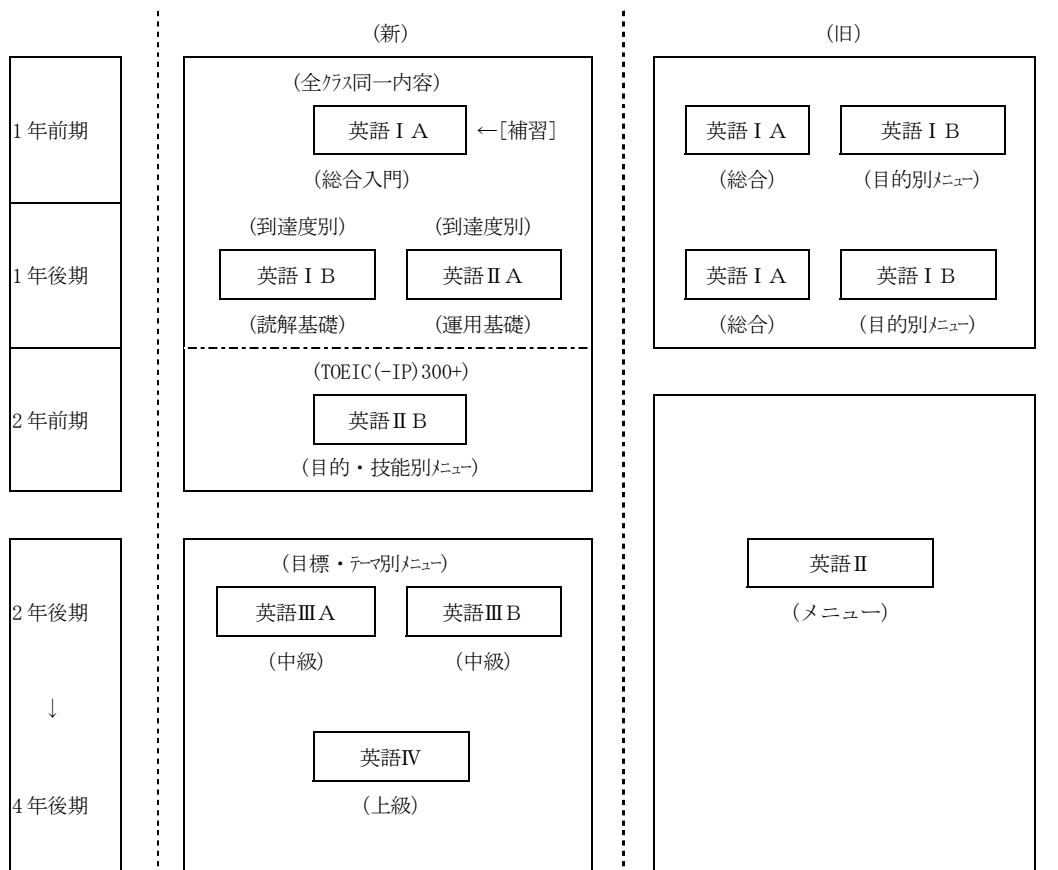 (新) (旧)
(全クラス同一内容)
1年前期 英語ⅠA ←[補習] 英語ⅠA 英語ⅠB
(総合入門) (総合) (目的別メニュー)
(到達度別) (到達度別)
1年後期 英語ⅠB 英語ⅡA 英語ⅠA 英語ⅠB
(読解基礎) (運用基礎) (総合) (目的別メニュー)
(TOEIC(-IP)300+)
2年前期 英語ⅡB
(目的・技能別メニュー)
(目標・テーマ別メニュー) 英語Ⅱ
2年後期 英語ⅢA 英語ⅢB (メニュー)
(中級) (中級)
↓
英語Ⅳ
4年後期 (上級)